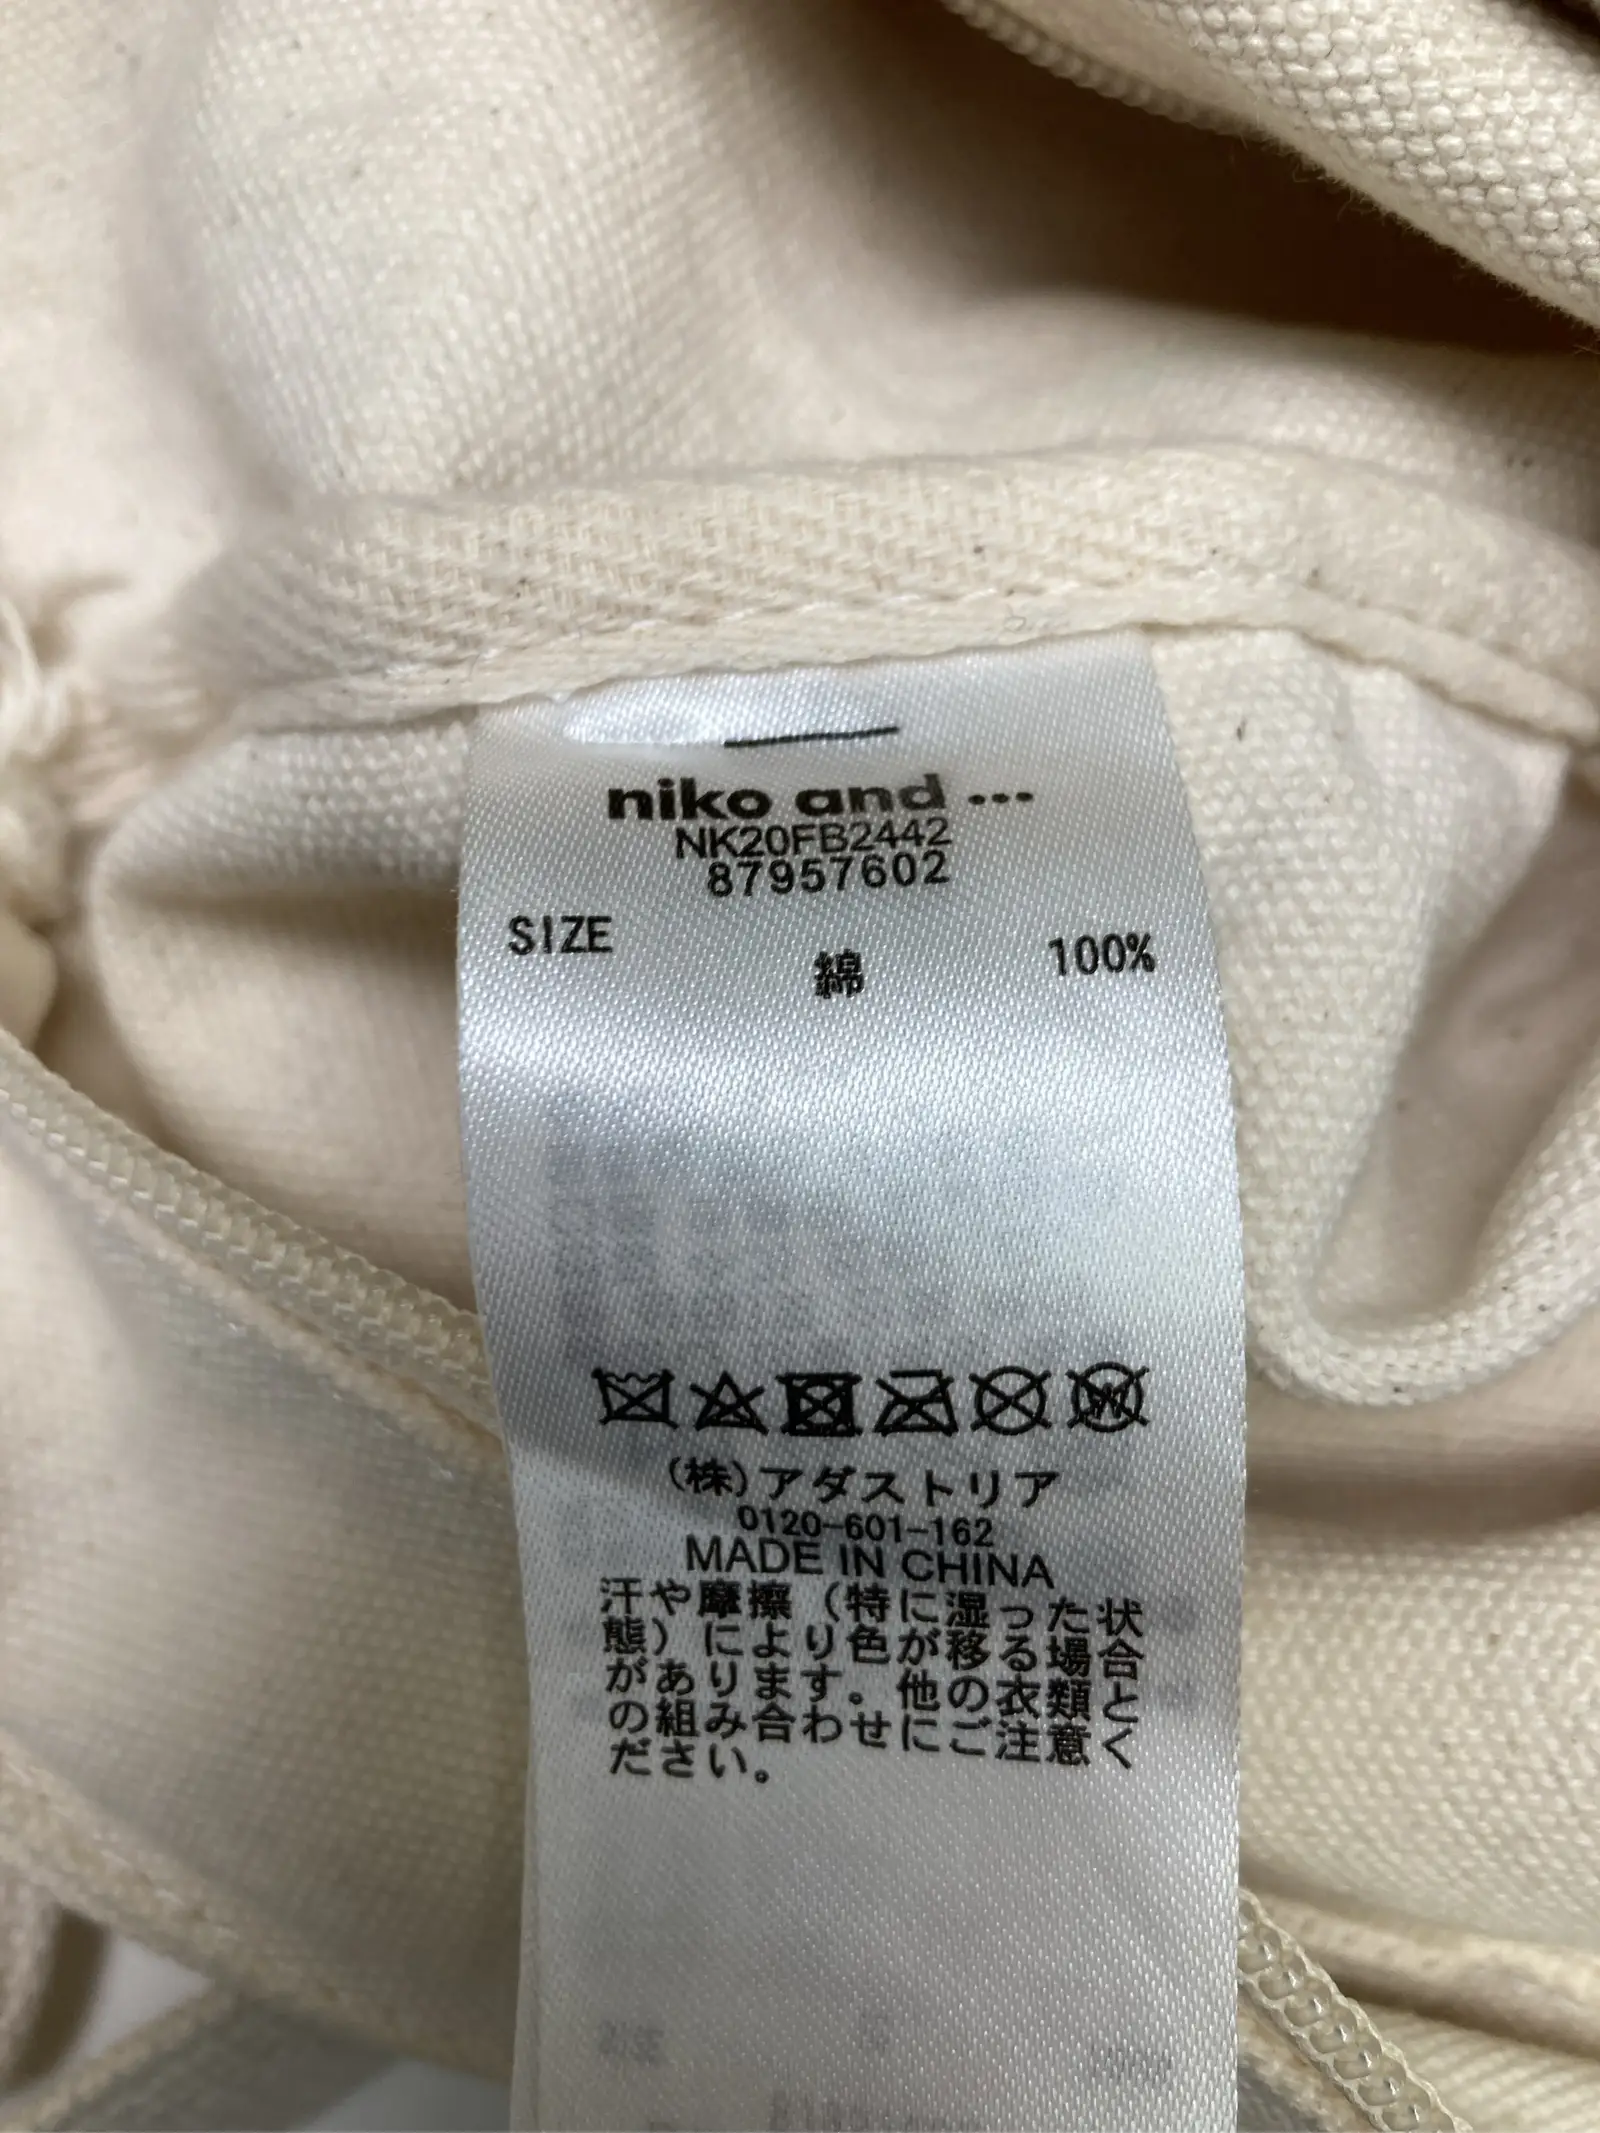 niko and ...
NK20FB2442
87957602
SIZE
綿 100%
(株)アダストリア
0120-601-162
MADE IN CHINA
汗や摩擦（特に湿った状
態）により色が移る場合
があります。他の衣類と
の組み合わせにご注意く
ださい。